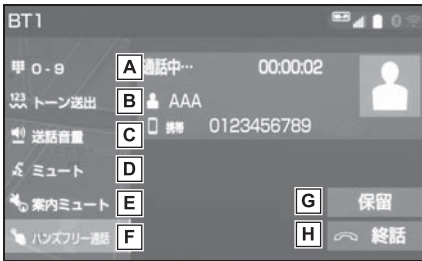 BT1
0-9
A
通話中… 00:00:02
123 トーン送出
B
AAA
送話音量
C
携帯 0123456789
ミュート
D
案内ミュート
E
G
保留
ハンズフリー通話
F
H
終話